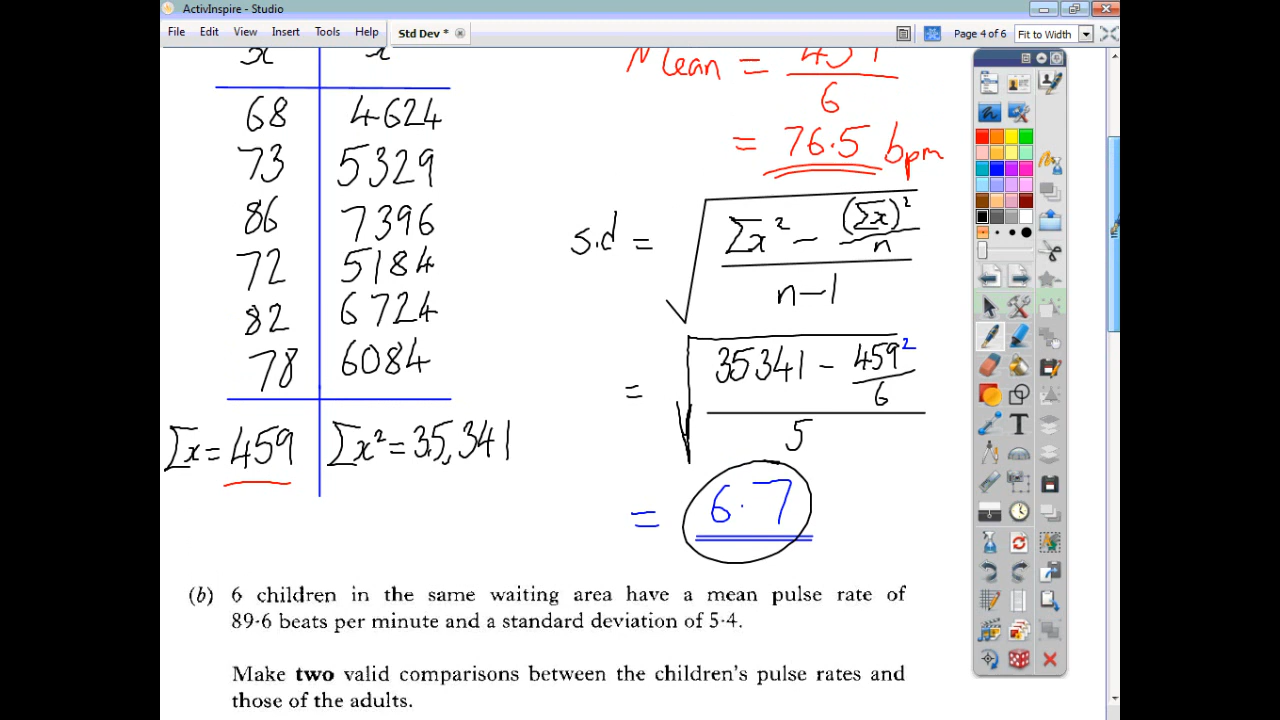 ActivInspire - Studio
File Edit View Insert Tools Help Std Dev * Page 4 of 6 Fit to Width
x x
Mean = 459
6
= 76.5 bpm
68 4624
73 5329
86 7396
72 5184
82 6724
78 6084
Σx = 459 Σx² = 35,341
s.d = √ Σx² − (Σx)²
n
n−1
= √ 35341 − 459²
6
5
= 6.7
(b) 6 children in the same waiting area have a mean pulse rate of
89·6 beats per minute and a standard deviation of 5·4.
Make two valid comparisons between the children's pulse rates and
those of the adults.